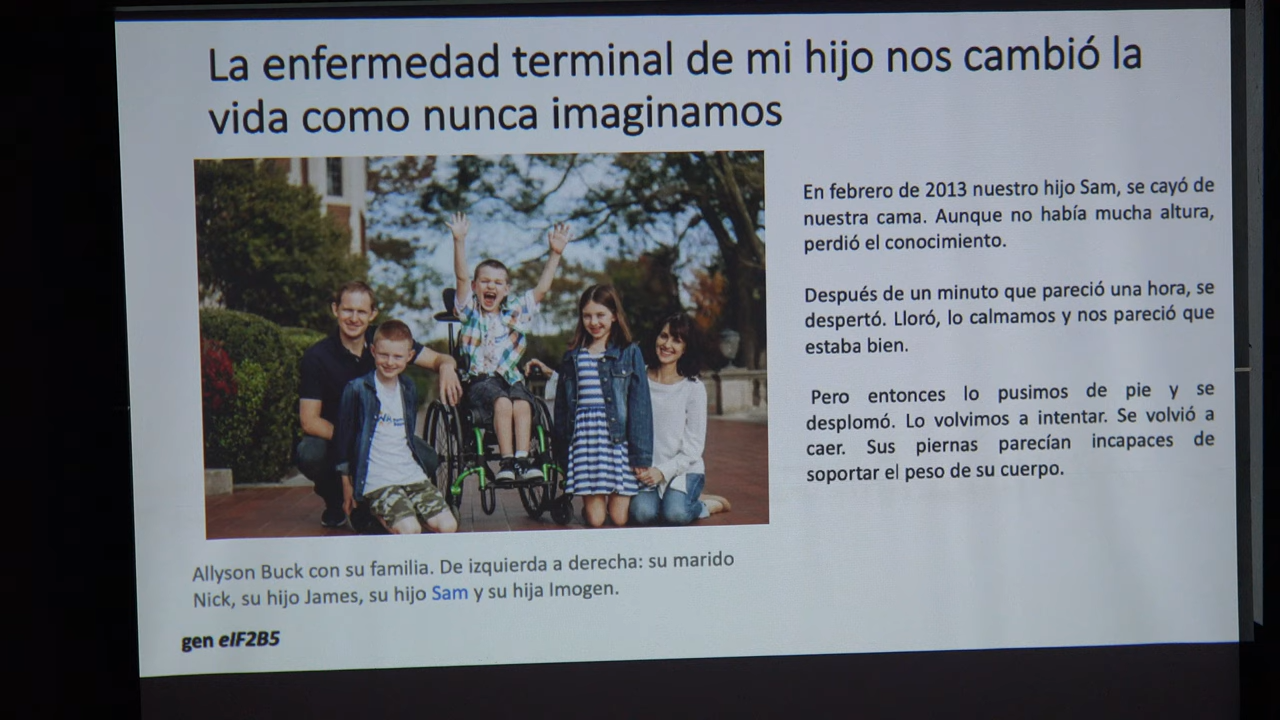 La enfermedad terminal de mi hijo nos cambió la
vida como nunca imaginamos
En febrero de 2013 nuestro hijo Sam, se cayó de
nuestra cama. Aunque no había mucha altura,
perdió el conocimiento.
Después de un minuto que pareció una hora, se
despertó. Lloró, lo calmamos y nos pareció que
estaba bien.
Pero entonces lo pusimos de pie y se
desplomó. Lo volvimos a intentar. Se volvió a
caer. Sus piernas parecían incapaces de
soportar el peso de su cuerpo.
Allyson Buck con su familia. De izquierda a derecha: su marido
Nick, su hijo James, su hijo Sam y su hija Imogen.
gen eIF2B5